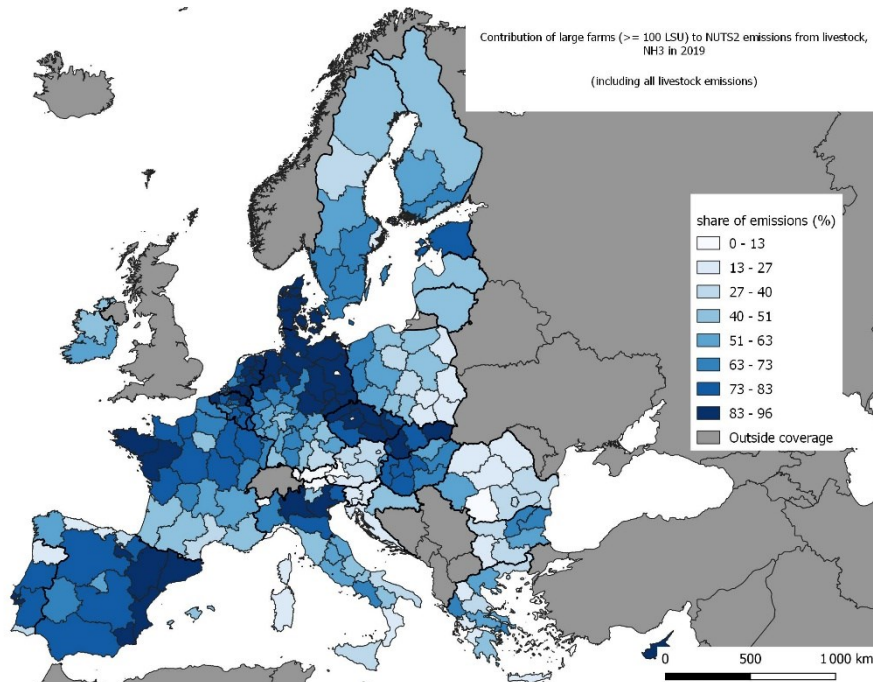 Contribution of large farms (>= 100 LSU) to NUTS2 emissions from livestock,
NH3 in 2019
(including all livestock emissions)
share of emissions (%)
0 - 13
13 - 27
27 - 40
40 - 51
51 - 63
63 - 73
73 - 83
83 - 96
Outside coverage
0 500 1 000 km